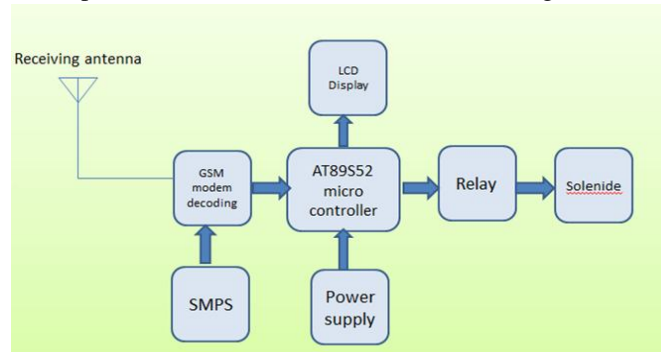 Receiving antenna
LCD
Display
GSM
modem
decoding
AT89S52
micro
controller
Relay
Solenide
SMPS
Power
supply